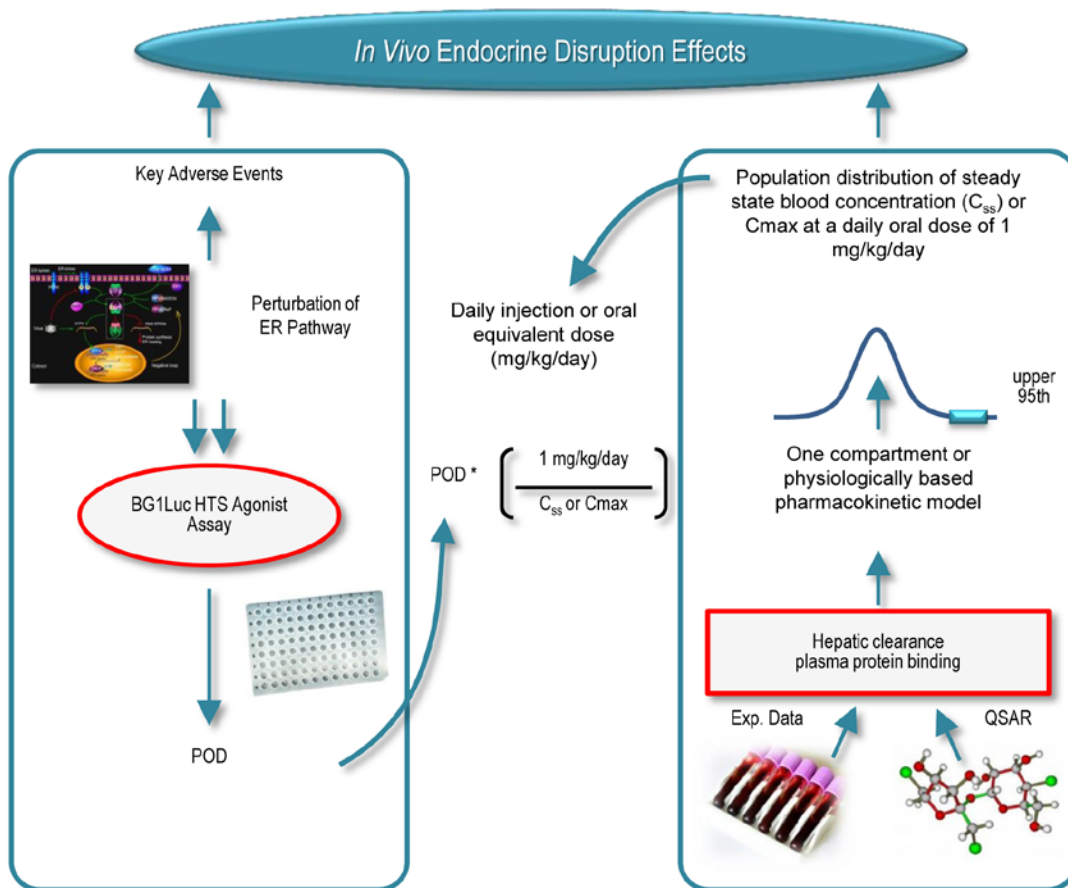 In Vivo Endocrine Disruption Effects
Key Adverse Events
Perturbation of
ER Pathway
BG1Luc HTS Agonist
Assay
POD
Daily injection or oral
equivalent dose
(mg/kg/day)
POD *
1 mg/kg/day
Css or Cmax
Population distribution of steady
state blood concentration (Css) or
Cmax at a daily oral dose of 1
mg/kg/day
upper
95th
One compartment or
physiologically based
pharmacokinetic model
Hepatic clearance
plasma protein binding
Exp. Data
QSAR